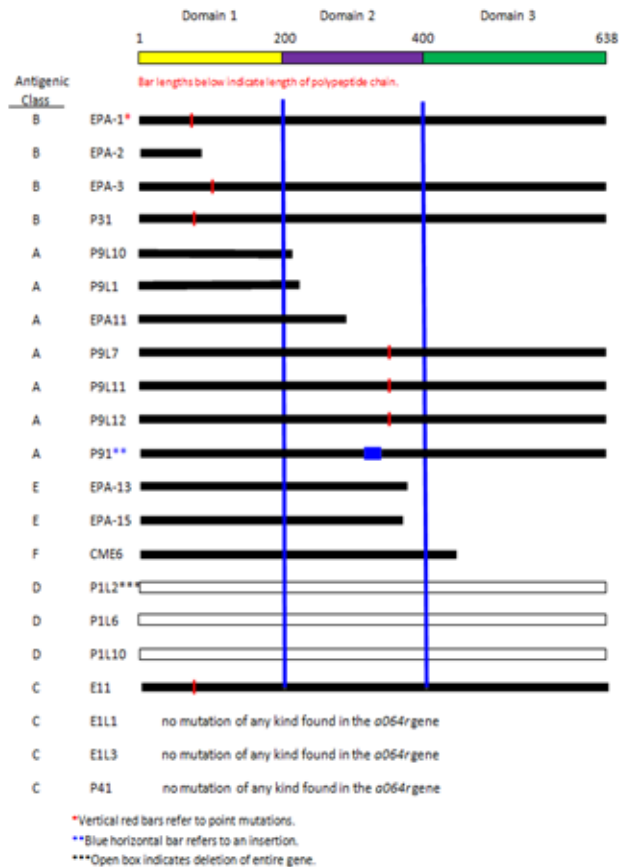 Domain 1 Domain 2 Domain 3
1 200 400 638
Antigenic Class
Bar lengths below indicate length of polypeptide chain.
B EPA-1*
B EPA-2
B EPA-3
B P31
A P9L10
A P9L1
A EPA11
A P9L7
A P9L11
A P9L12
A P91**
E EPA-13
E EPA-15
F CME6
D P1L2***
D P1L6
D P1L10
C E11
C E1L1 no mutation of any kind found in the a064r gene
C E1L3 no mutation of any kind found in the a064r gene
C P41 no mutation of any kind found in the a064r gene
*Vertical red bars refer to point mutations.
**Blue horizontal bar refers to an insertion.
***Open box indicates deletion of entire gene.